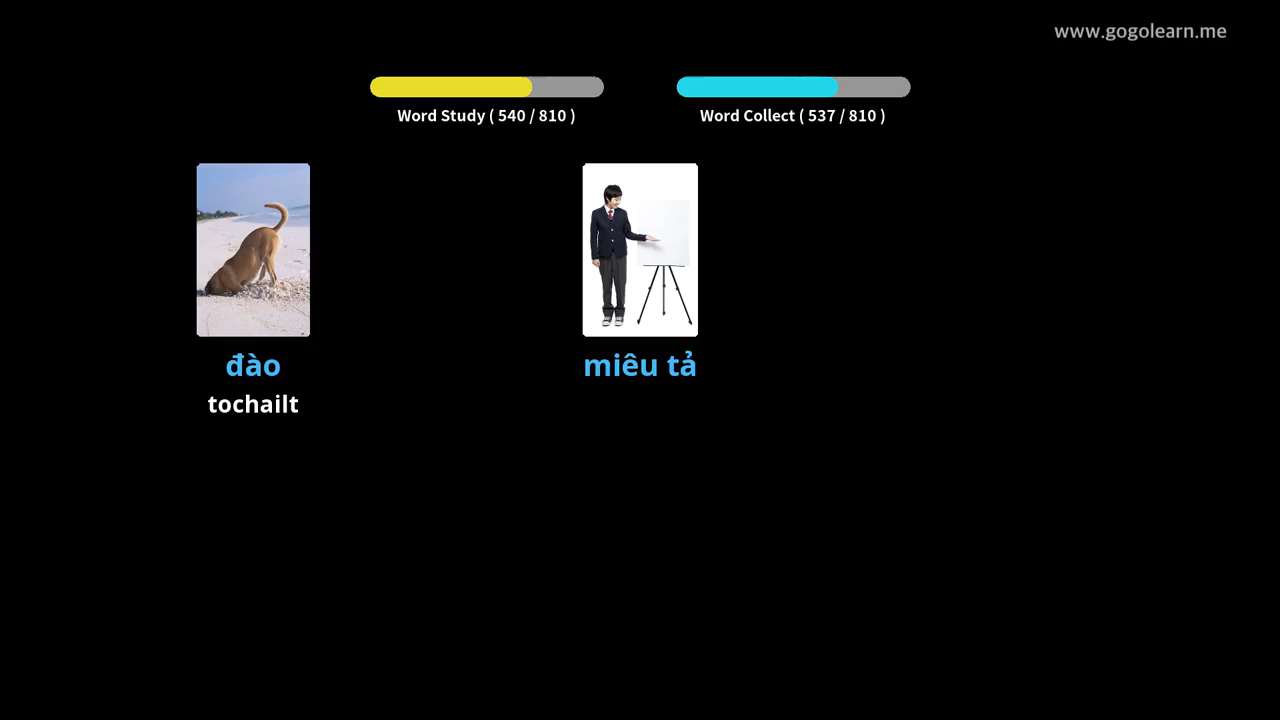 www.gogolearn.me
Word Study ( 540 / 810 )
Word Collect ( 537 / 810 )
đào
miêu tả
tochailt